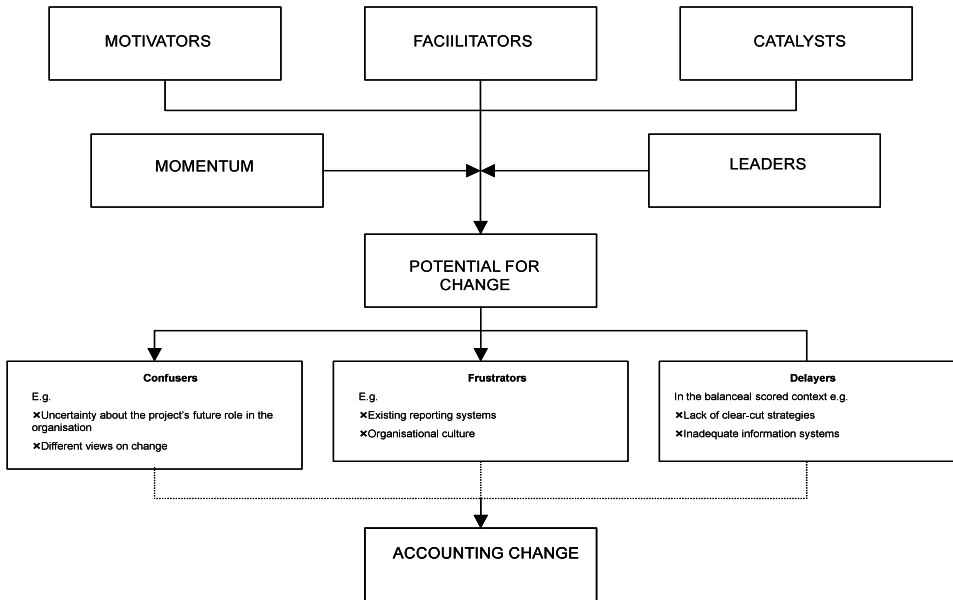 MOTIVATORS
FACIILITATORS
CATALYSTS
MOMENTUM
LEADERS
POTENTIAL FOR
CHANGE
Confusers
E.g.
×Uncertainty about the project's future role in the
organisation
×Different views on change
Frustrators
E.g.
×Existing reporting systems
×Organisational culture
Delayers
In the balanceal scored context e.g.
×Lack of clear-cut strategies
×Inadequate information systems
ACCOUNTING CHANGE